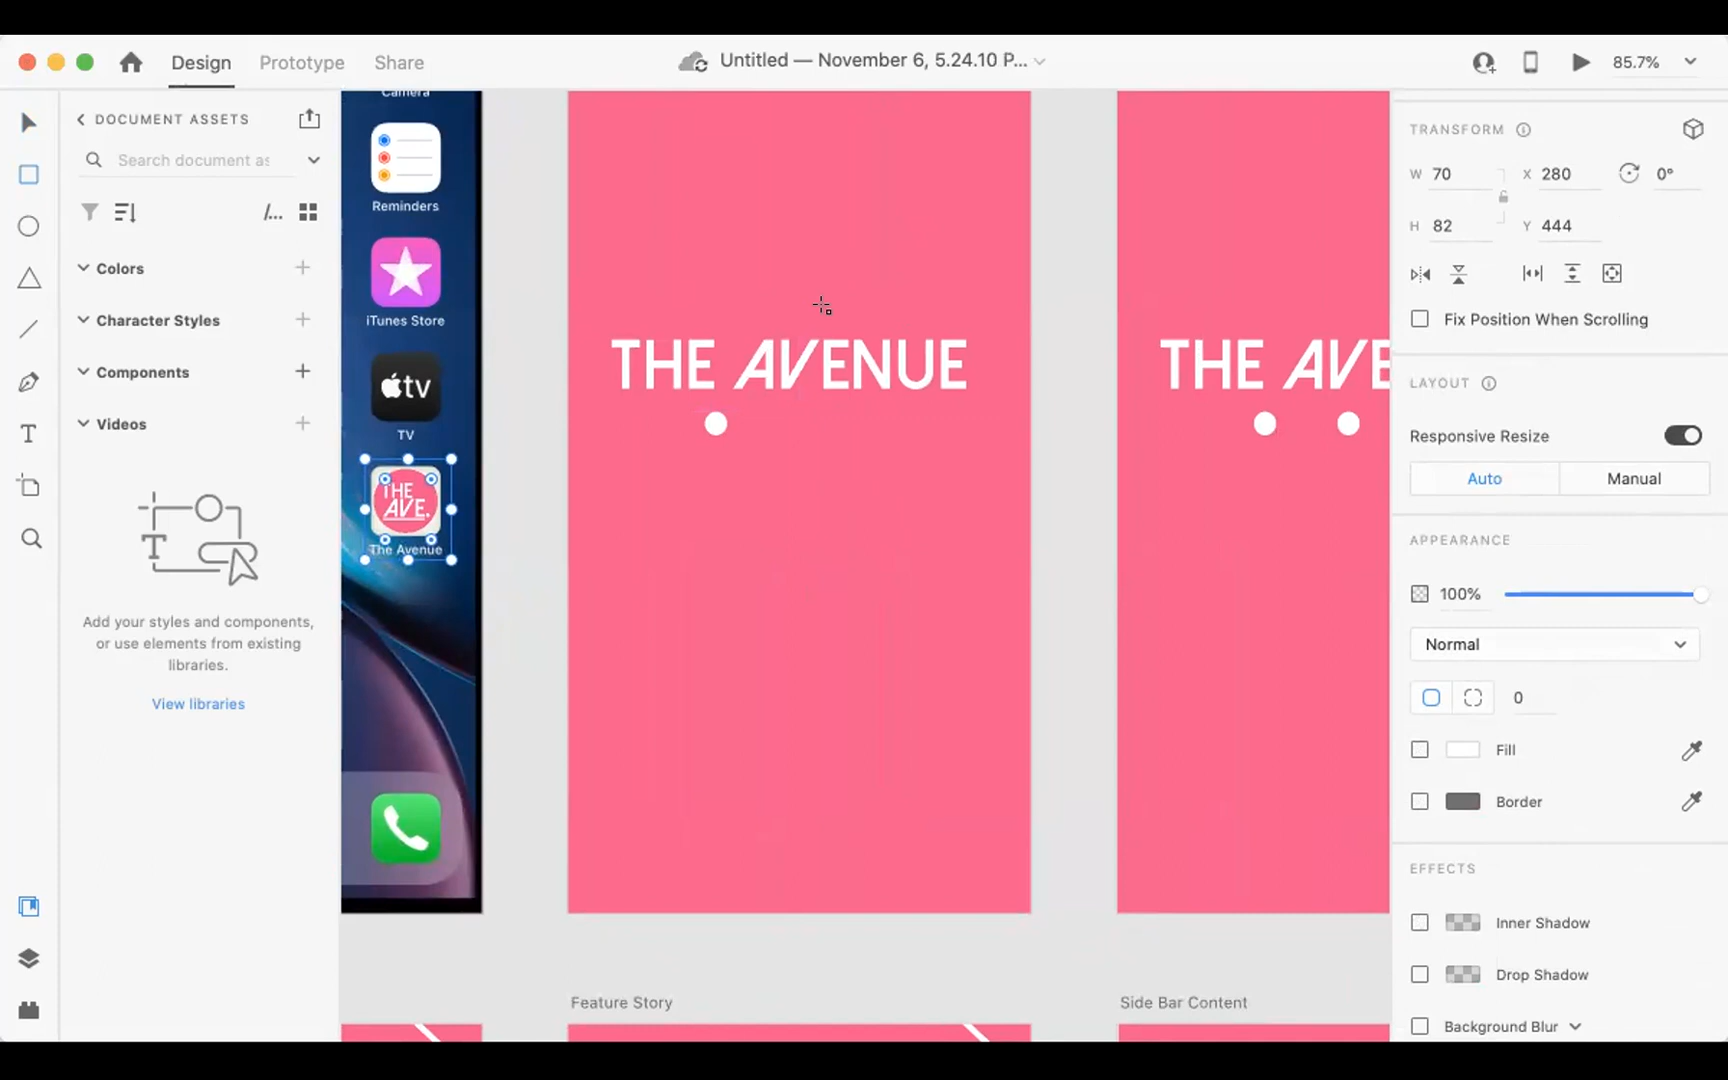 Design
Prototype
Share
Untitled — November 6, 5.24.10 P...
85.7%
DOCUMENT ASSETS
Search document as
/...
Colors
Character Styles
Components
Videos
Add your styles and components,
or use elements from existing
libraries.
View libraries
Camera
Reminders
iTunes Store
tv
TV
THE
AVE.
The Avenue
THE AVENUE
THE AVE
Feature Story
Side Bar Content
TRANSFORM
W 70
X 280
0°
H 82
Y 444
Fix Position When Scrolling
LAYOUT
Responsive Resize
Auto
Manual
APPEARANCE
100%
Normal
0
Fill
Border
EFFECTS
Inner Shadow
Drop Shadow
Background Blur